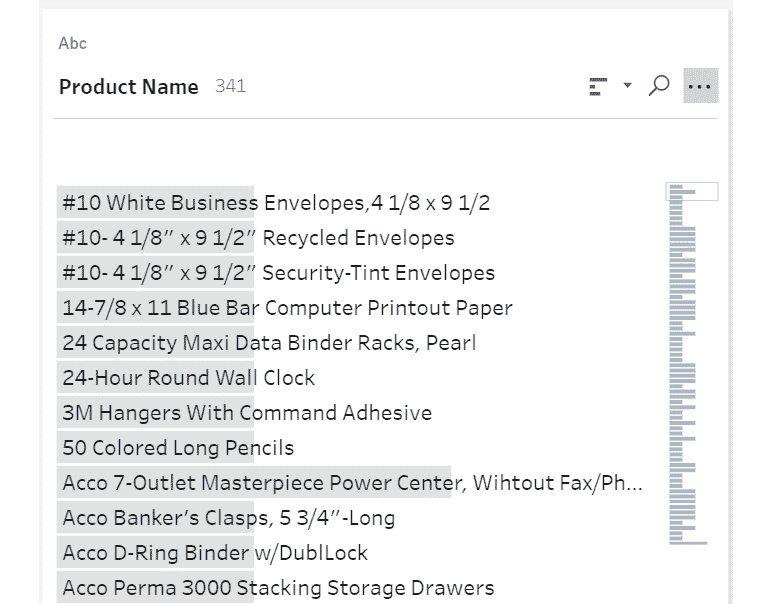 Abc
Product Name 341
#10 White Business Envelopes,4 1/8 x 9 1/2
#10- 4 1/8" x 9 1/2" Recycled Envelopes
#10- 4 1/8" x 9 1/2" Security-Tint Envelopes
14-7/8 x 11 Blue Bar Computer Printout Paper
24 Capacity Maxi Data Binder Racks, Pearl
24-Hour Round Wall Clock
3M Hangers With Command Adhesive
50 Colored Long Pencils
Acco 7-Outlet Masterpiece Power Center, Wihtout Fax/Ph...
Acco Banker's Clasps, 5 3/4"-Long
Acco D-Ring Binder w/DublLock
Acco Perma 3000 Stacking Storage Drawers